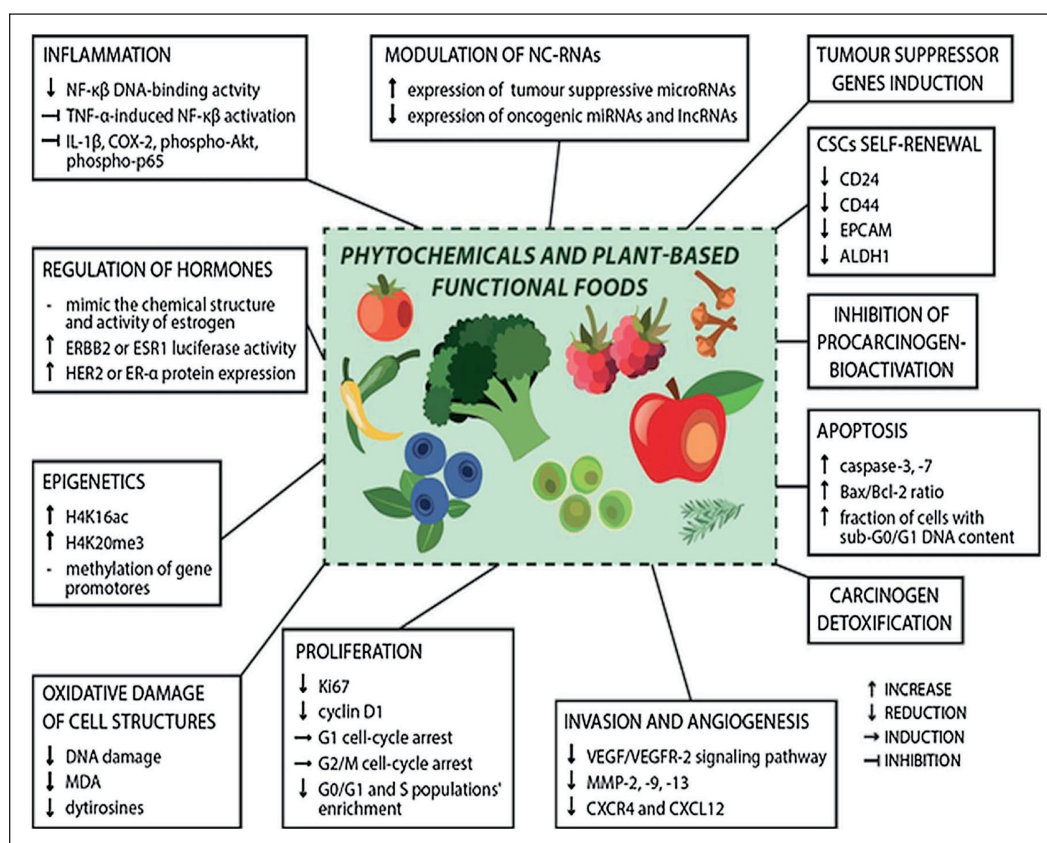 INFLAMMATION
↓ NF-κβ DNA-binding actvity
⊣ TNF-α-induced NF-κβ activation
⊣ IL-1β, COX-2, phospho-Akt,
phospho-p65
MODULATION OF NC-RNAs
↑ expression of tumour suppressive microRNAs
↓ expression of oncogenic miRNAs and lncRNAs
TUMOUR SUPPRESSOR
GENES INDUCTION
CSCs SELF-RENEWAL
↓ CD24
↓ CD44
↓ EPCAM
↓ ALDH1
REGULATION OF HORMONES
- mimic the chemical structure
and activity of estrogen
↑ ERBB2 or ESR1 luciferase activity
↑ HER2 or ER-α protein expression
PHYTOCHEMICALS AND PLANT-BASED
FUNCTIONAL FOODS
INHIBITION OF
PROCARCINOGEN-
BIOACTIVATION
EPIGENETICS
↑ H4K16ac
↑ H4K20me3
- methylation of gene
promotores
APOPTOSIS
↑ caspase-3, -7
↑ Bax/Bcl-2 ratio
↑ fraction of cells with
sub-G0/G1 DNA content
CARCINOGEN
DETOXIFICATION
OXIDATIVE DAMAGE
OF CELL STRUCTURES
↓ DNA damage
↓ MDA
↓ dytirosines
PROLIFERATION
↓ Ki67
↓ cyclin D1
→ G1 cell-cycle arrest
→ G2/M cell-cycle arrest
↓ G0/G1 and S populations'
enrichment
INVASION AND ANGIOGENESIS
↓ VEGF/VEGFR-2 signaling pathway
↓ MMP-2, -9, -13
↓ CXCR4 and CXCL12
↑ INCREASE
↓ REDUCTION
→ INDUCTION
⊣ INHIBITION